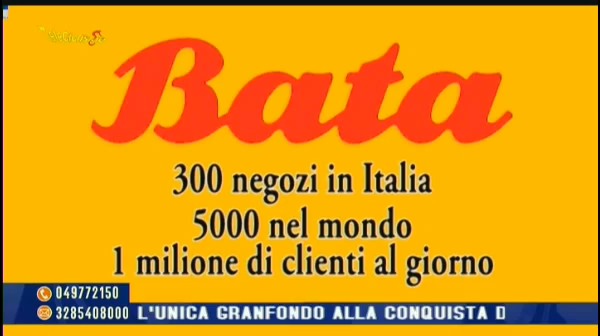 Bata
300 negozi in Italia
5000 nel mondo
1 milione di clienti al giorno
049772150
3285408000 L'UNICA GRANFONDO ALLA CONQUISTA D